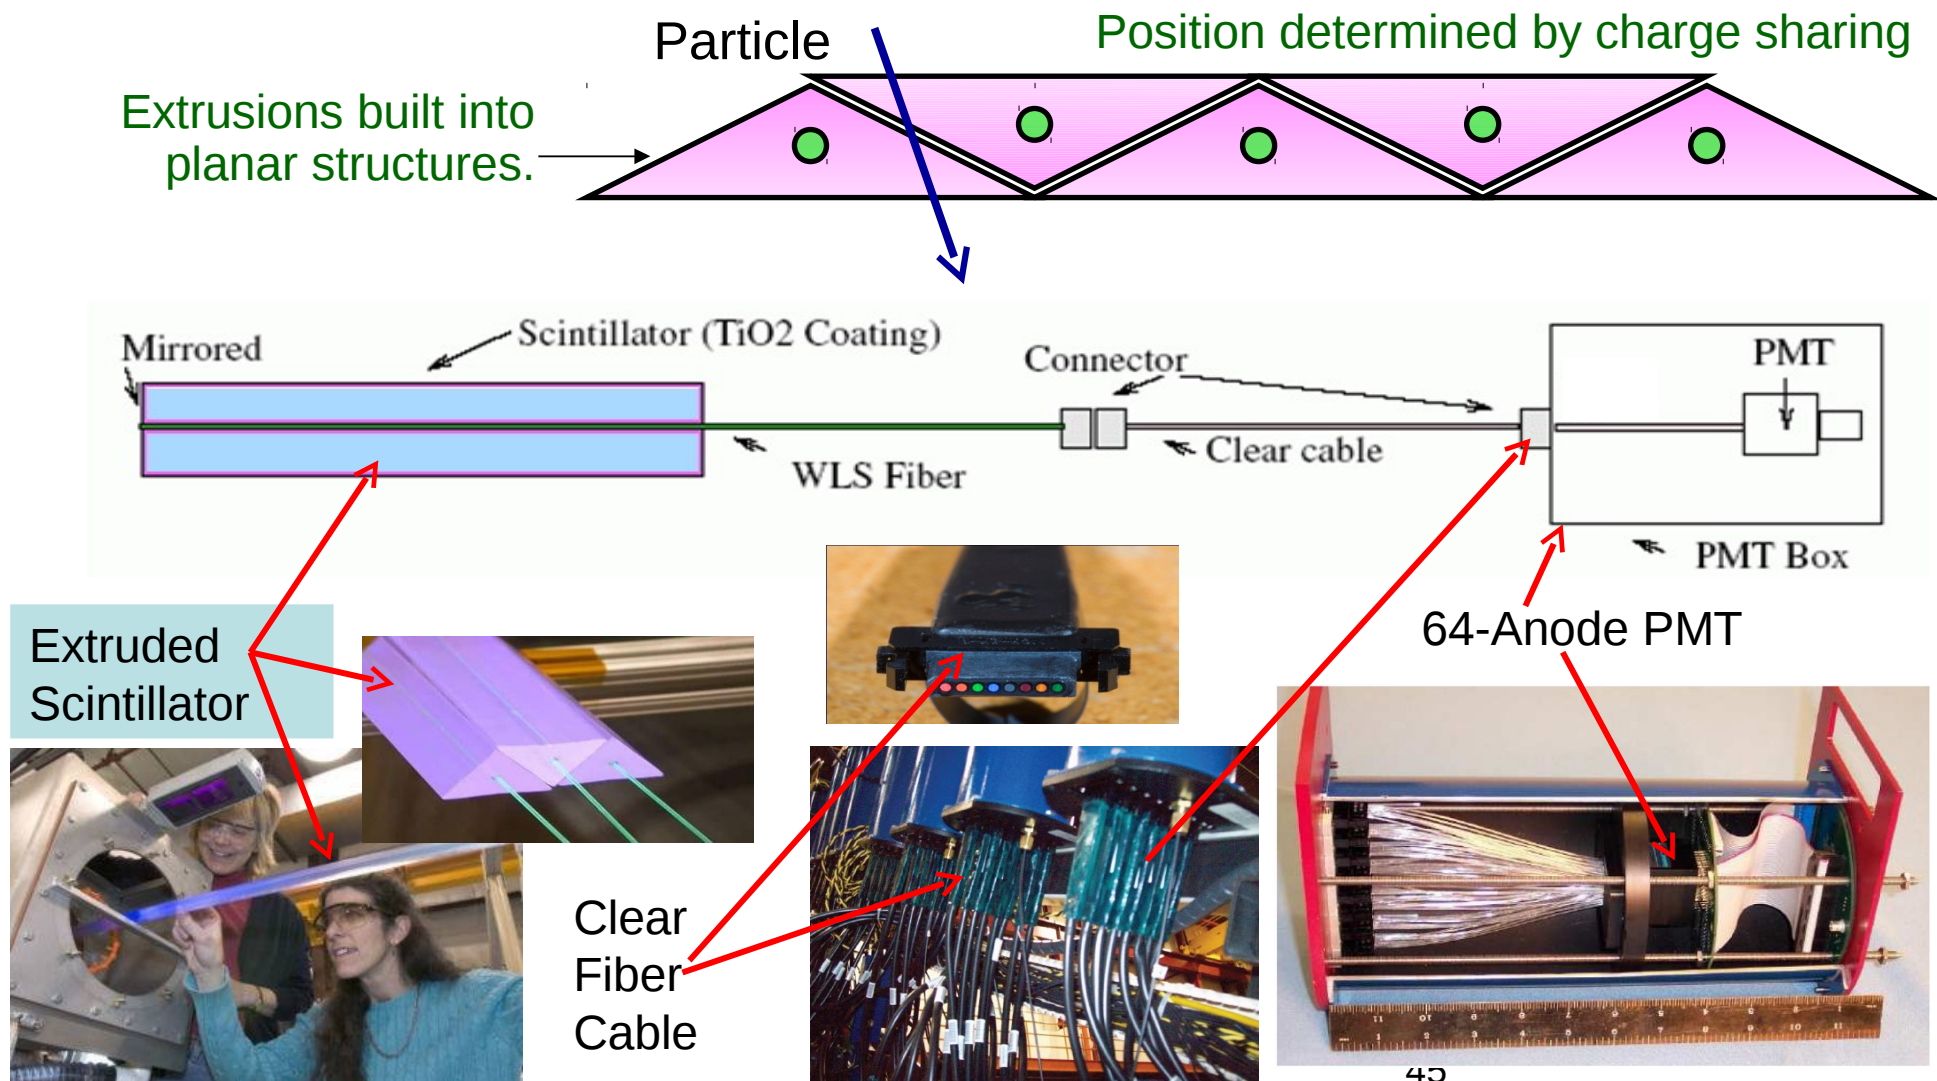 Particle
Position determined by charge sharing
Extrusions built into
planar structures.
Mirrored
Scintillator (TiO2 Coating)
Connector
PMT
WLS Fiber
Clear cable
PMT Box
Extruded
Scintillator
64-Anode PMT
Clear
Fiber
Cable
45